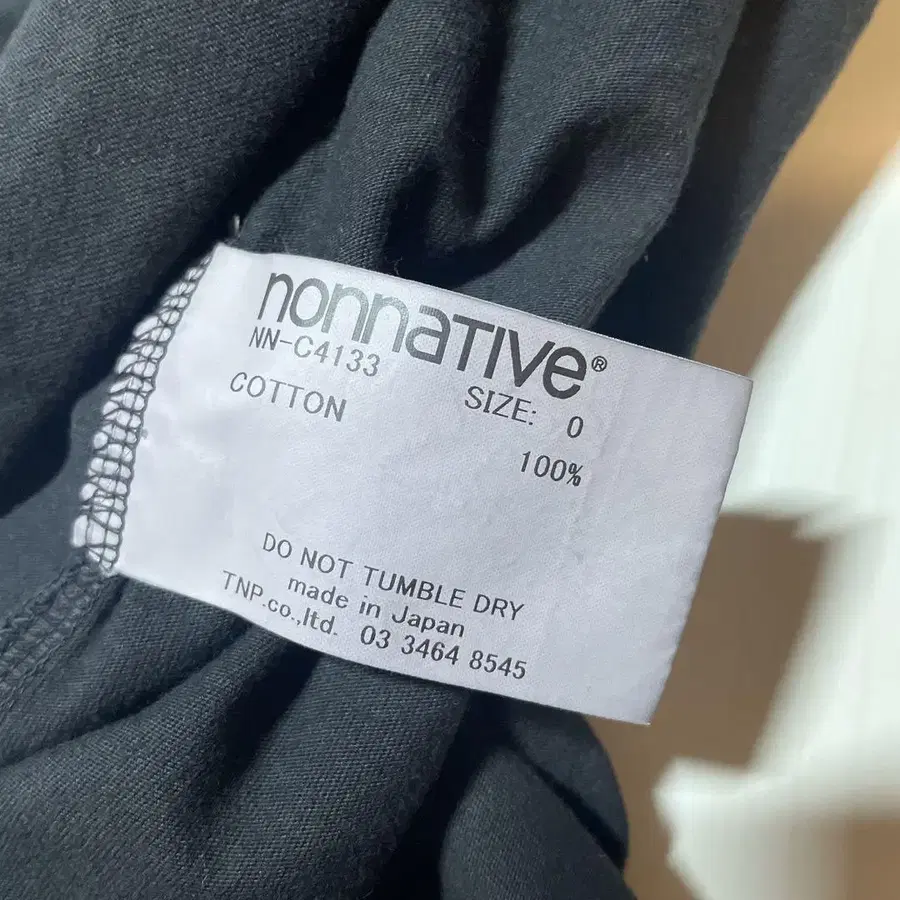 nonnaTIVe®
NN-C4133 SIZE: 0
COTTON 100%
DO NOT TUMBLE DRY
made in Japan
TNP.co.,ltd. 03 3464 8545